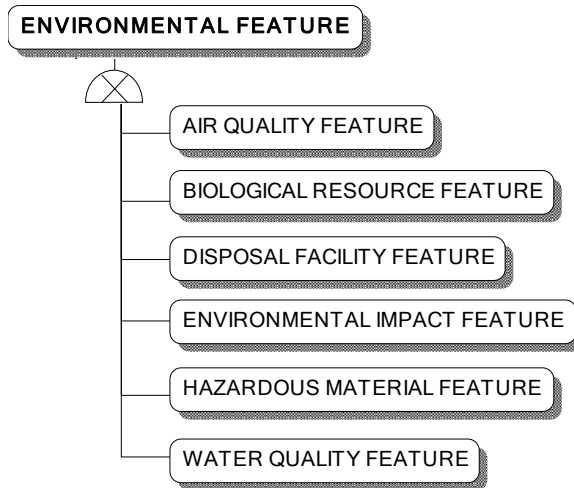 ENVIRONMENTAL FEATURE
AIR QUALITY FEATURE
BIOLOGICAL RESOURCE FEATURE
DISPOSAL FACILITY FEATURE
ENVIRONMENTAL IMPACT FEATURE
HAZARDOUS MATERIAL FEATURE
WATER QUALITY FEATURE